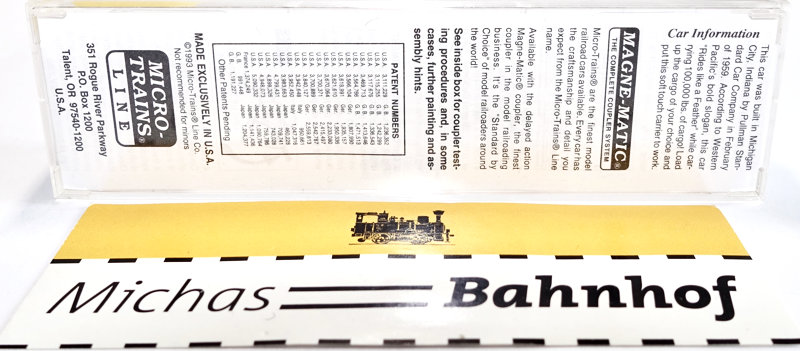 Car Information
This car was built in Michigan
City, Indiana by Pullman Stan-
dard Car Company in February
of 1959. According to Western
Pacific's bold slogan, this car
"Rides like a Feather" while car-
rying 100,000 lbs. of cargo! Load
up the cargo of your choice and
put this soft touch carrier to work.
MAGNE-MATIC®
THE COMPLETE COUPLER SYSTEM
Micro-Trains® are the finest model
railroad cars available. Every car has
the craftsmanship and detail you
expect from the Micro-Trains® Line
name.
Available with the delayed action
Magne-Matic® coupler, the finest
coupler in the model railroading
business. It's the "Standard by
Choice" of model railroaders around
the world!
See inside box for coupler test-
ing procedures and, in some
cases, further painting and as-
sembly hints.
PATENT NUMBERS
Other Patents Pending
MADE EXCLUSIVELY IN U.S.A.
©1993 Micro-Trains® Line Co.
Not recommended for minors
MICRO-
TRAINS®
LINE
351 Rogue River Parkway
P.O. Box 1200
Talent, OR 97540-1200
U.S.A.
Michas Bahnhof